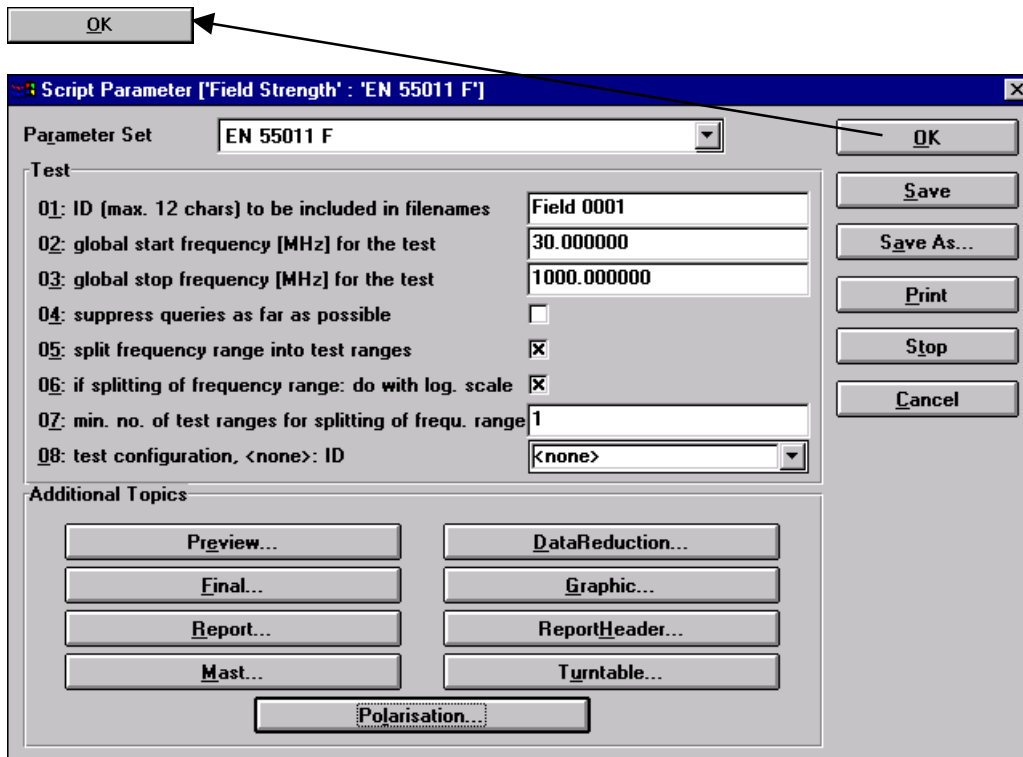 OK
Script Parameter ['Field Strength' : 'EN 55011 F']
Parameter Set EN 55011 F
OK
Test
Save
01: ID (max. 12 chars) to be included in filenames Field 0001
02: global start frequency [MHz] for the test 30.000000
Save As...
03: global stop frequency [MHz] for the test 1000.000000
Print
04: suppress queries as far as possible
05: split frequency range into test ranges
Stop
06: if splitting of frequency range: do with log. scale
Cancel
07: min. no. of test ranges for splitting of frequ. range 1
08: test configuration, <none>: ID <none>
Additional Topics
Preview... DataReduction...
Final... Graphic...
Report... ReportHeader...
Mast... Turntable...
Polarisation...